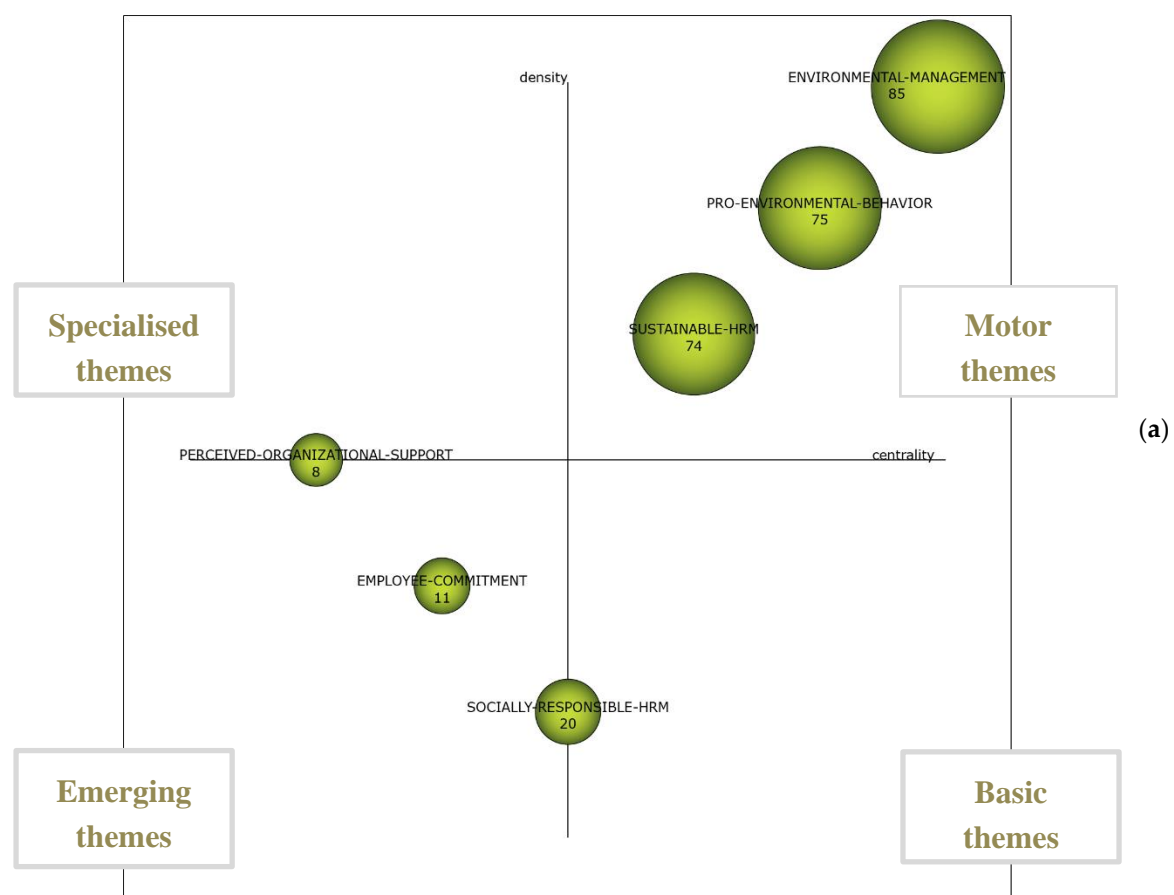 density
ENVIRONMENTAL-MANAGEMENT
85
PRO-ENVIRONMENTAL-BEHAVIOR
75
Specialised
themes
SUSTAINABLE-HRM
74
Motor
themes
(a)
PERCEIVED-ORGANIZATIONAL-SUPPORT
8
centrality
EMPLOYEE-COMMITMENT
11
SOCIALLY-RESPONSIBLE-HRM
20
Emerging
themes
Basic
themes